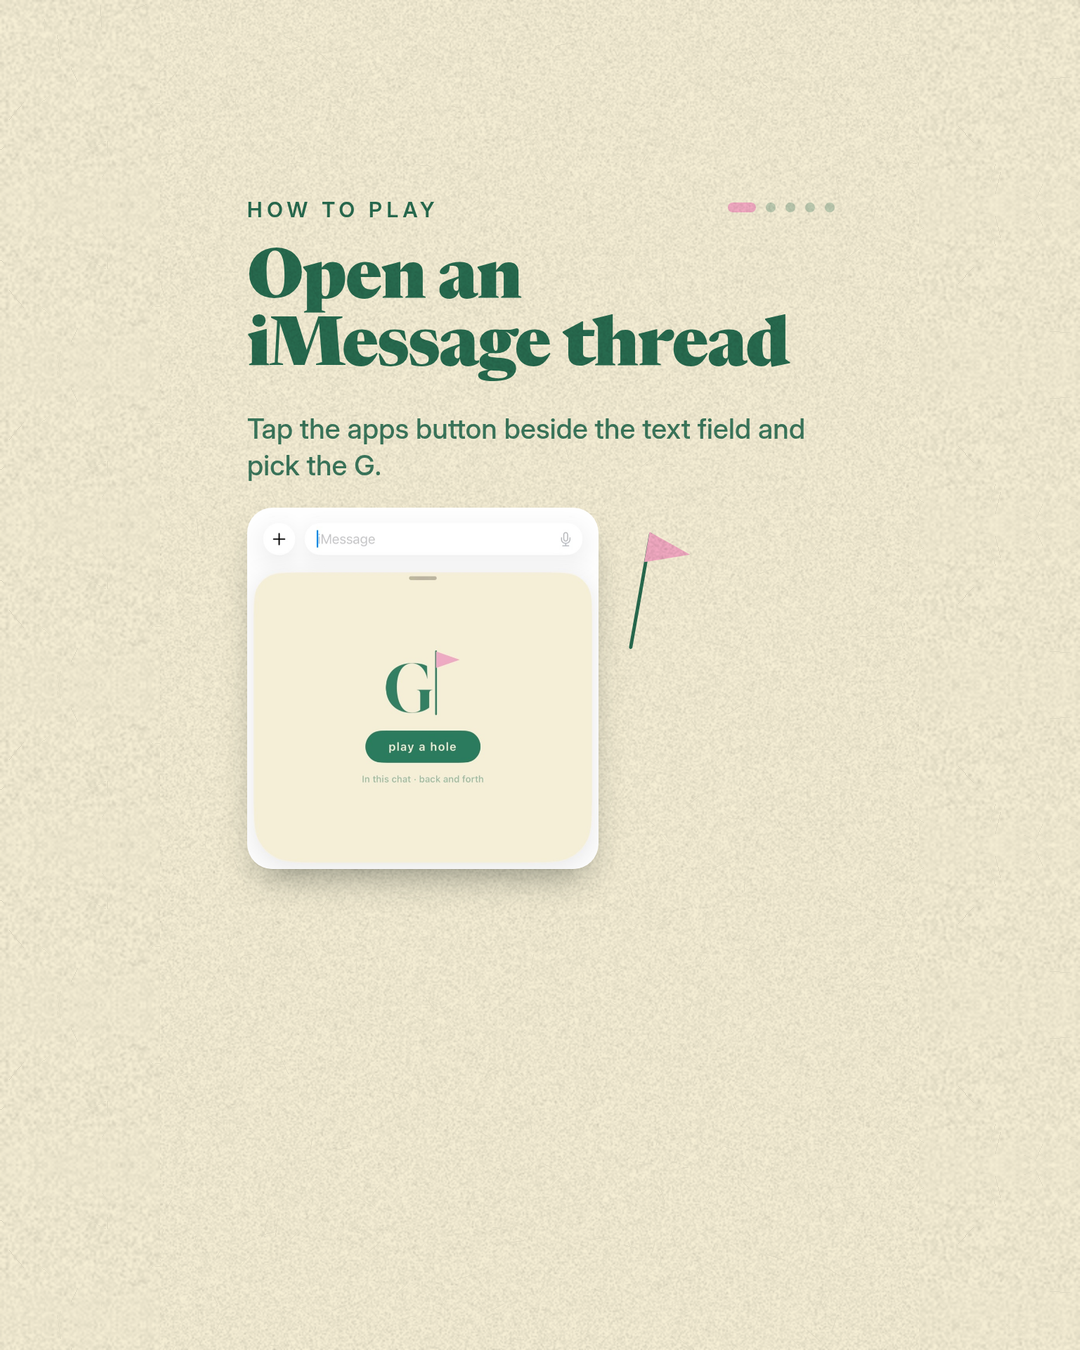 HOW TO PLAY
Open an
iMessage thread
Tap the apps button beside the text field and
pick the G.
iMessage
G
play a hole
In this chat · back and forth